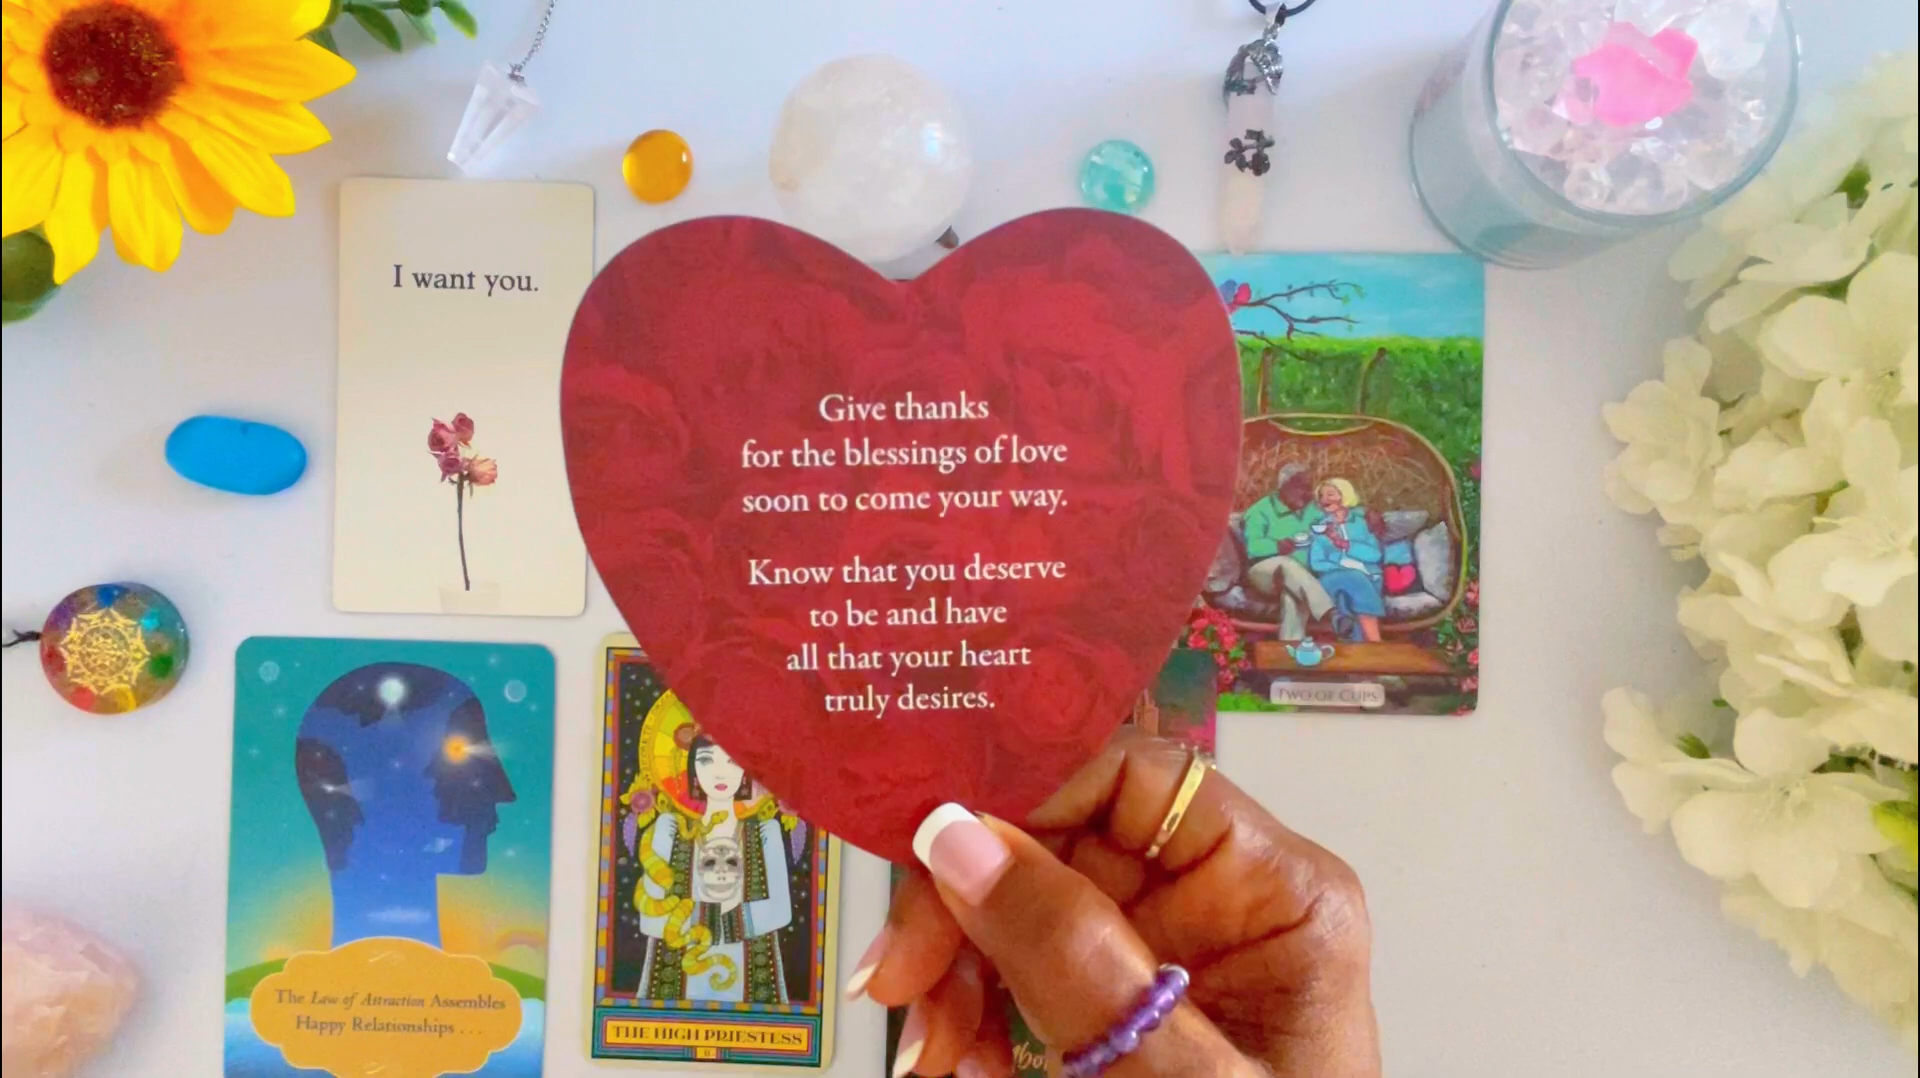 I want you.
Give thanks
for the blessings of love
soon to come your way.
Know that you deserve
to be and have
all that your heart
truly desires.
TWO OF CUPS
The Law of Attraction Assembles
Happy Relationships . . .
THE HIGH PRIESTESS
II